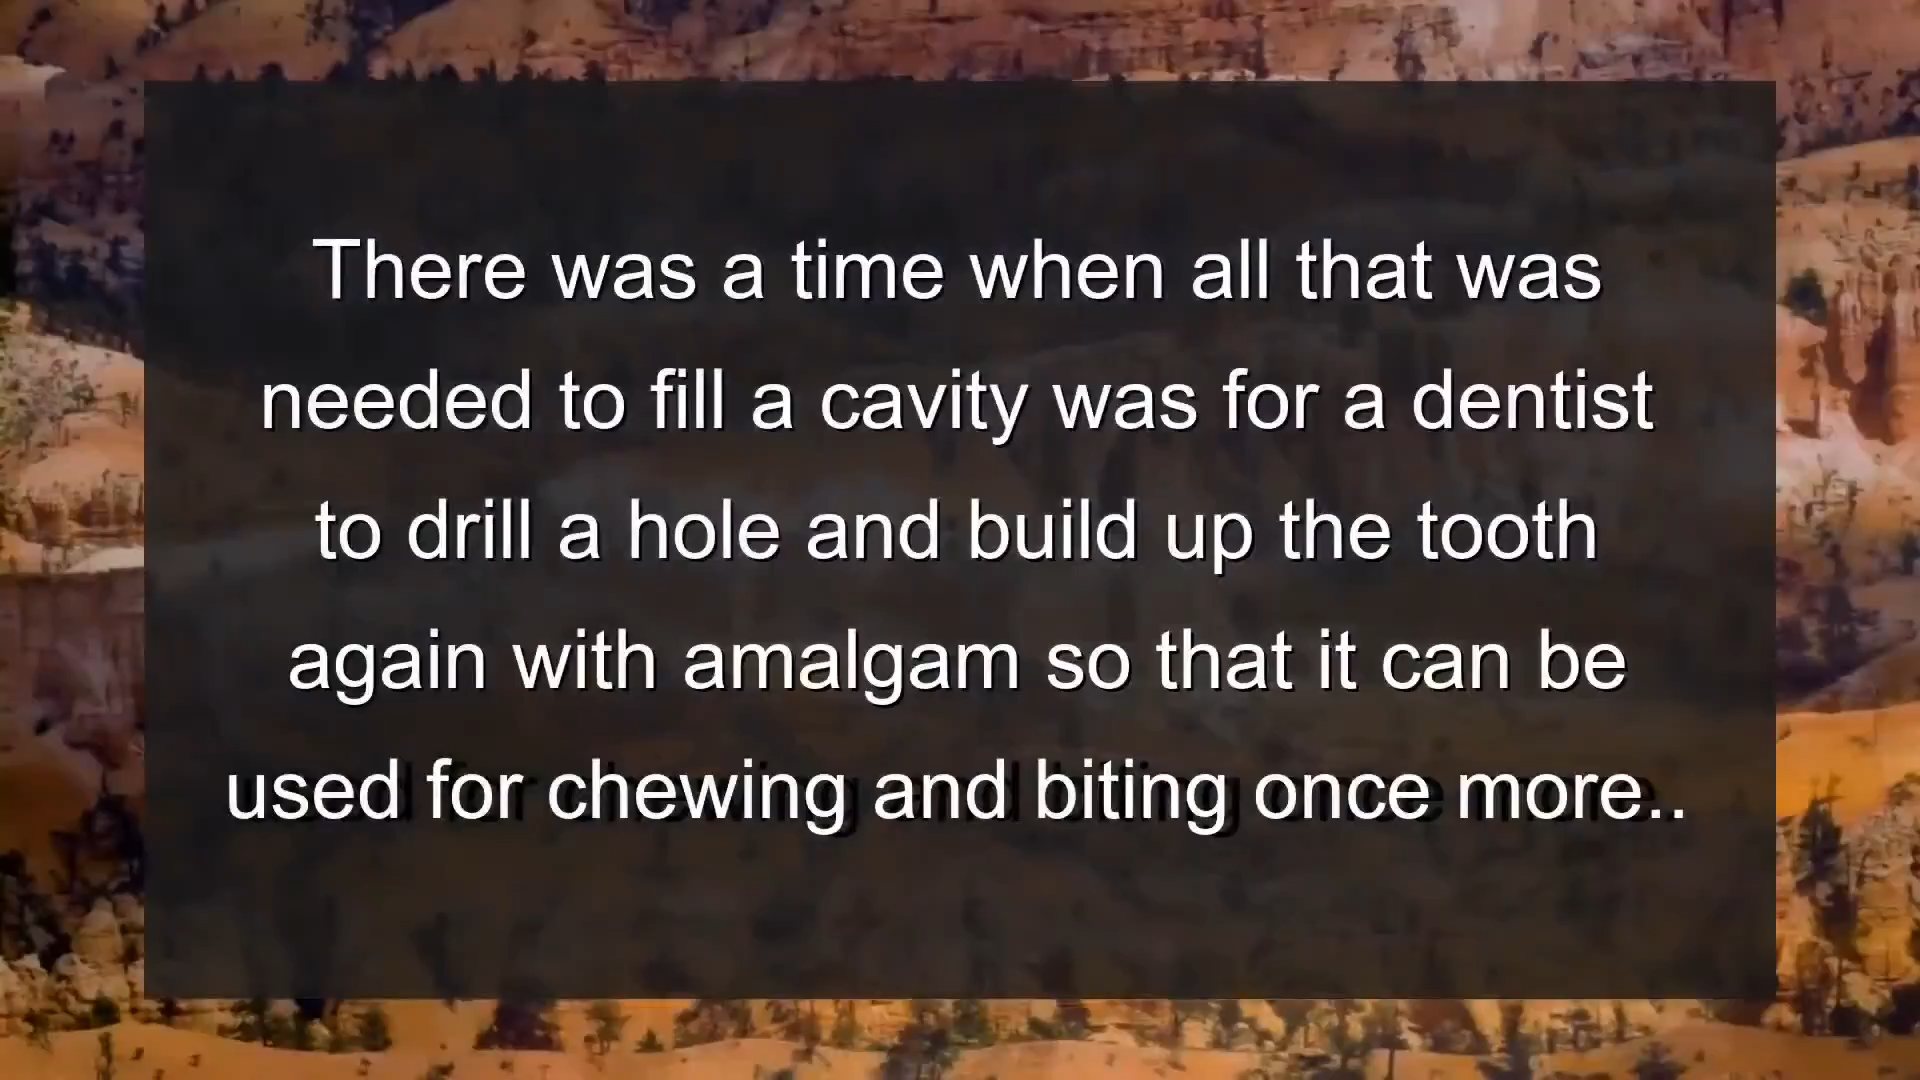 There was a time when all that was
needed to fill a cavity was for a dentist
to drill a hole and build up the tooth
again with amalgam so that it can be
used for chewing and biting once more..